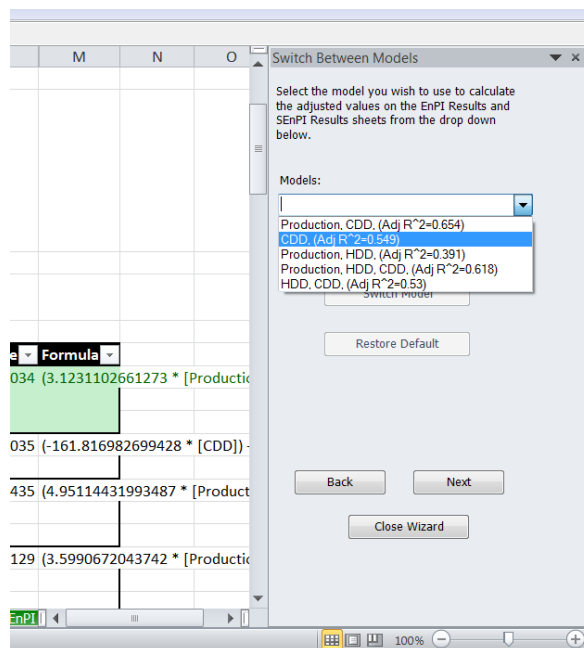 M N O
Switch Between Models
Select the model you wish to use to calculate
the adjusted values on the EnPI Results and
SEnPI Results sheets from the drop down
below.
Models:
Production, CDD, (Adj R^2=0.654)
CDD, (Adj R^2=0.549)
Production, HDD, (Adj R^2=0.391)
Production, HDD, CDD, (Adj R^2=0.618)
HDD, CDD, (Adj R^2=0.53)
Switch Model
Restore Default
e Formula
034 (3.1231102661273 * [Productio
035 (-161.816982699428 * [CDD]) -
435 (4.95114431993487 * [Product
129 (3.5990672043742 * [Productio
Back Next
Close Wizard
EnPI
100%